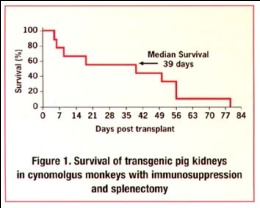 100
80
60
40
20
0
Survival (%)
Median Survival
39 days
0 7 14 21 28 35 42 49 56 63 70 77 84
Days post transplant
Figure 1. Survival of transgenic pig kidneys
in cynomolgus monkeys with immunosuppression
and splenectomy